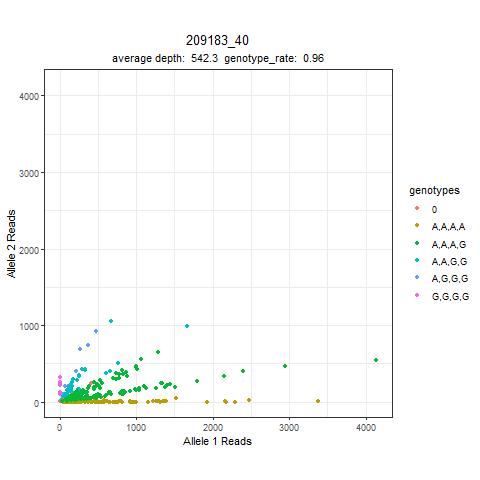 209183_40
average depth:  542.3  genotype_rate:  0.96
4000
3000
2000
1000
0
Allele 2 Reads
0 1000 2000 3000 4000
Allele 1 Reads
genotypes
0
A,A,A,A
A,A,A,G
A,A,G,G
A,G,G,G
G,G,G,G